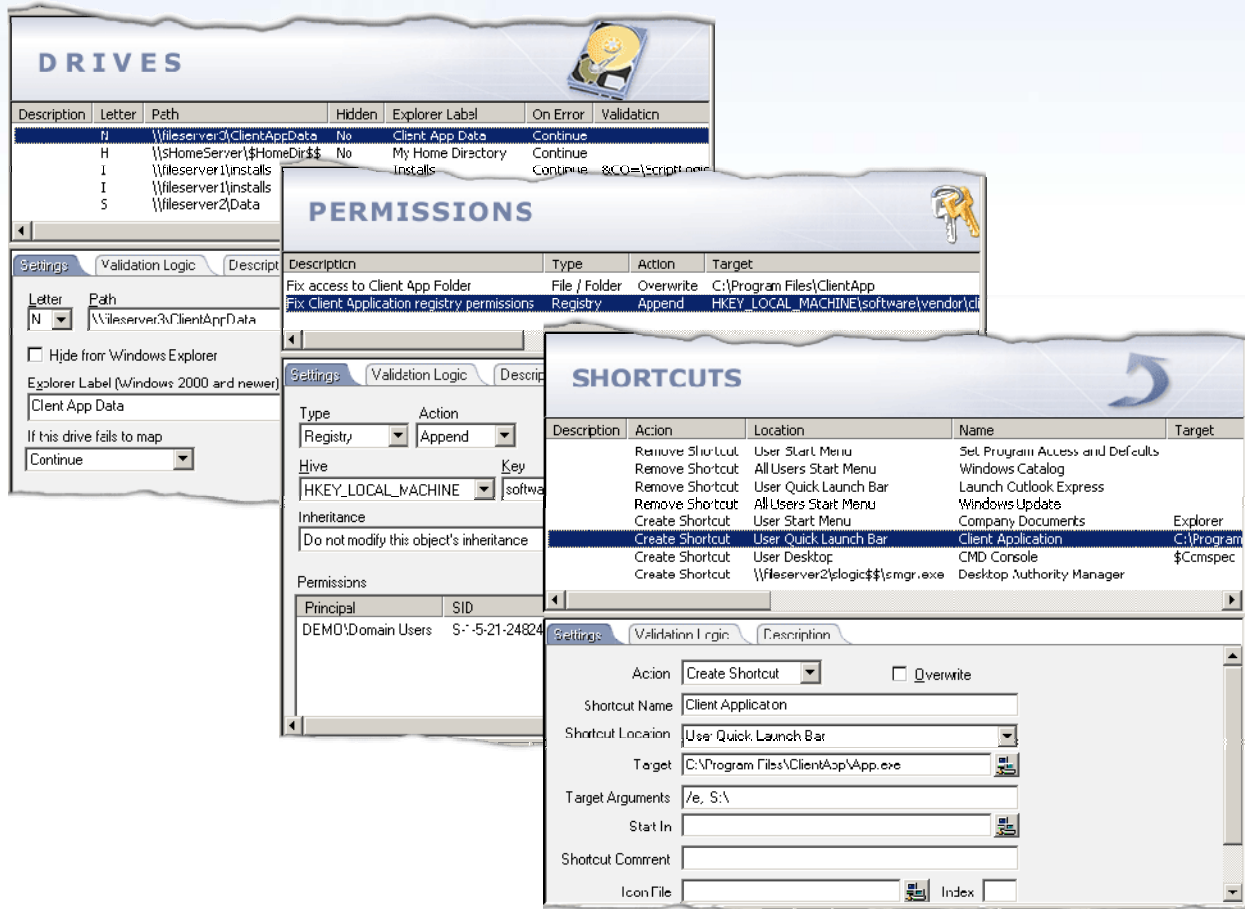 DRIVES
Description Letter Path Hidden Explorer Label On Error Validation
N \\fileserver3\ClientAppData No Client App Data Continue
H \\sHomeServer\$HomeDir$$ No My Home Directory Continue
I \\fileserver1\installs Installs Continue
I \\fileserver1\installs
S \\fileserver2\Data
Settings Validation Logic Descript
Letter Path
N \\fileserver3\ClientAppData
Hide from Windows Explorer
Explorer Label (Windows 2000 and newer)
Client App Data
If this drive fails to map
Continue
PERMISSIONS
Description Type Action Target
Fix access to Client App Folder File / Folder Overwrite C:\Program Files\ClientApp
Fix Client Application registry permissions Registry Append HKEY_LOCAL_MACHINE\software\vendor\cli
Settings Validation Logic Descrip
Type Action
Registry Append
Hive Key
HKEY_LOCAL_MACHINE softwa
Inheritance
Do not modify this object's inheritance
Permissions
Principal SID
DEMO\Domain Users S-1-5-21-24824
SHORTCUTS
Description Action Location Name Target
Remove Shortcut User Start Menu Set Program Access and Defaults
Remove Shortcut All Users Start Menu Windows Catalog
Remove Shortcut User Quick Launch Bar Launch Outlook Express
Remove Shortcut All Users Start Menu Windows Update
Create Shortcut User Start Menu Company Documents Explorer
Create Shortcut User Quick Launch Bar Client Application C:\Program
Create Shortcut User Desktop CMD Console $Comspec
Create Shortcut \\fileserver2\slogic$$\smgr.exe Desktop Authority Manager
Settings Validation Logic Description
Action Create Shortcut Overwrite
Shortcut Name Client Application
Shortcut Location User Quick Launch Bar
Target C:\Program Files\ClientApp\App.exe
Target Arguments /e, S:\
Start In
Shortcut Comment
Icon File Index